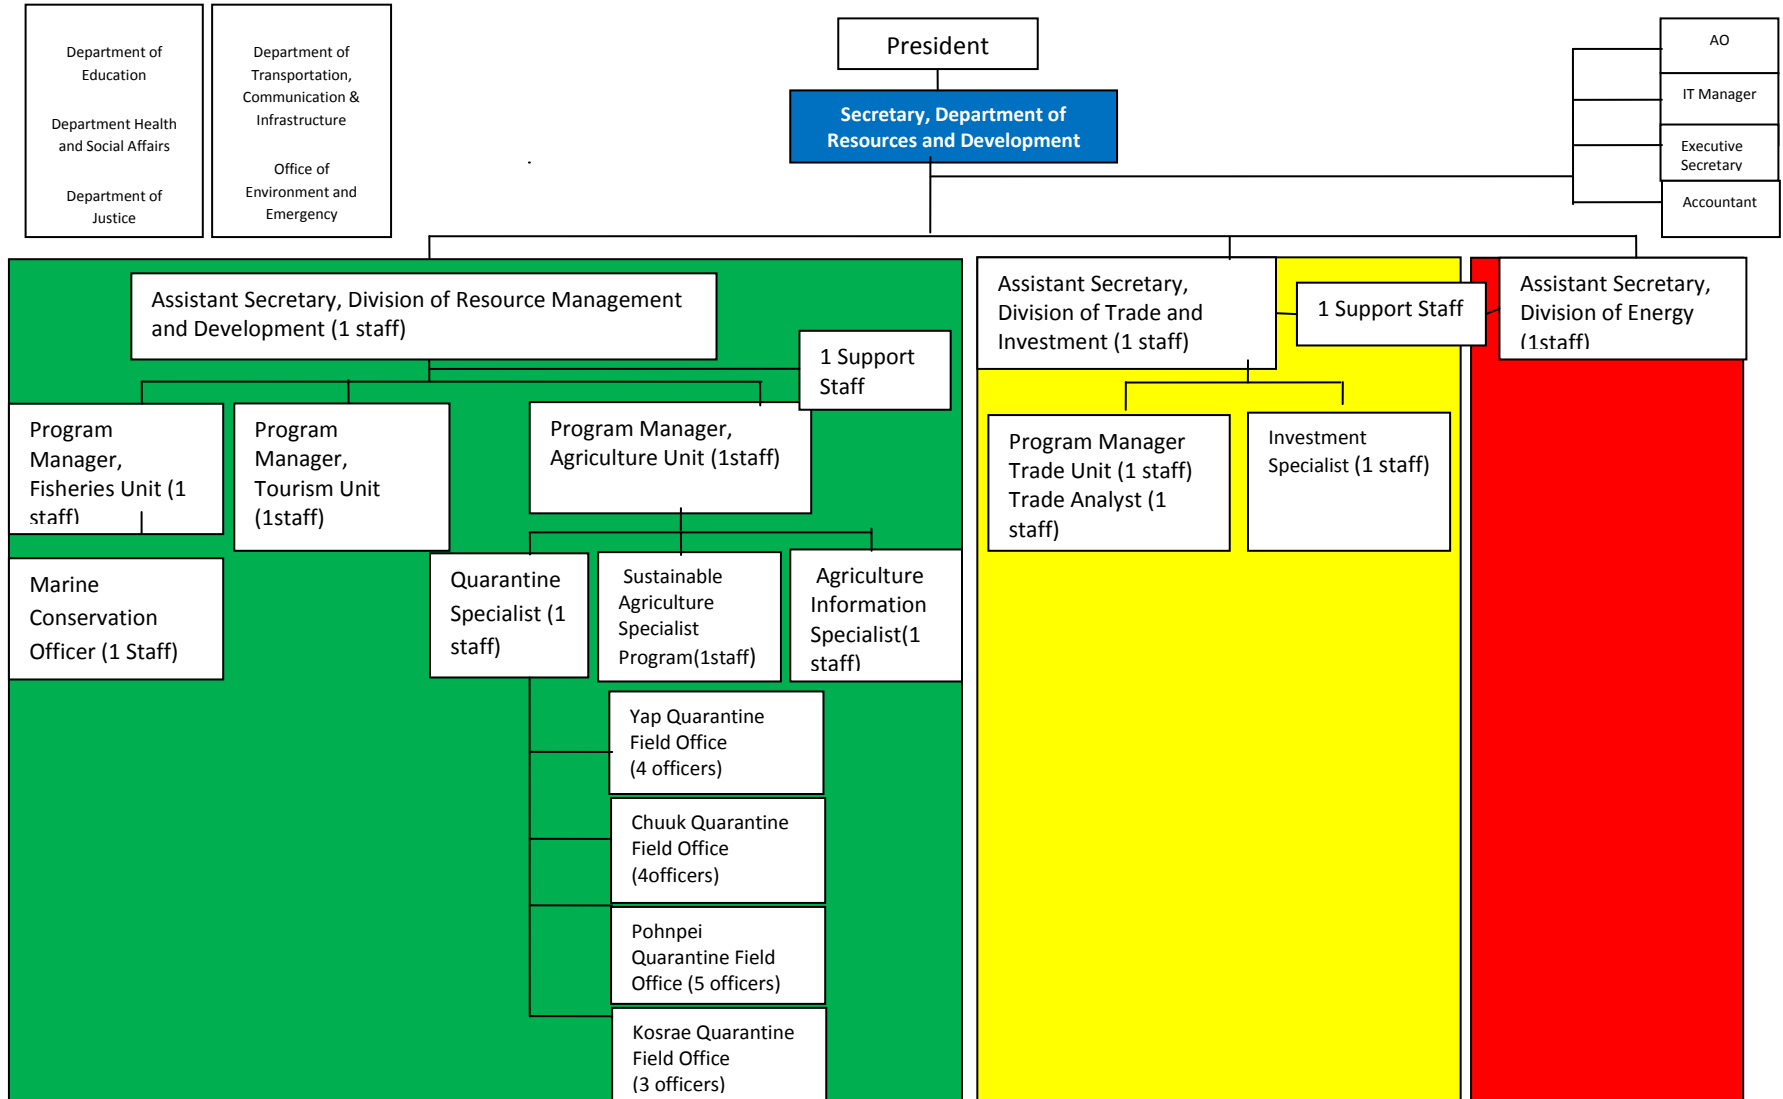 Department of
Education
Department Health
and Social Affairs
Department of
Justice
Department of
Transportation,
Communication &
Infrastructure
Office of
Environment and
Emergency
President
Secretary, Department of
Resources and Development
AO
IT Manager
Executive
Secretary
Accountant
Assistant Secretary, Division of Resource Management
and Development (1 staff)
1 Support
Staff
Program
Manager,
Fisheries Unit (1
staff)
Program
Manager,
Tourism Unit
(1staff)
Program Manager,
Agriculture Unit (1staff)
Marine
Conservation
Officer (1 Staff)
Quarantine
Specialist (1
staff)
Sustainable
Agriculture
Specialist
Program(1staff)
Agriculture
Information
Specialist(1
staff)
Yap Quarantine
Field Office
(4 officers)
Chuuk Quarantine
Field Office
(4officers)
Pohnpei
Quarantine Field
Office (5 officers)
Kosrae Quarantine
Field Office
(3 officers)
Assistant Secretary,
Division of Trade and
Investment (1 staff)
1 Support Staff
Program Manager
Trade Unit (1 staff)
Trade Analyst (1
staff)
Investment
Specialist (1 staff)
Assistant Secretary,
Division of Energy
(1staff)